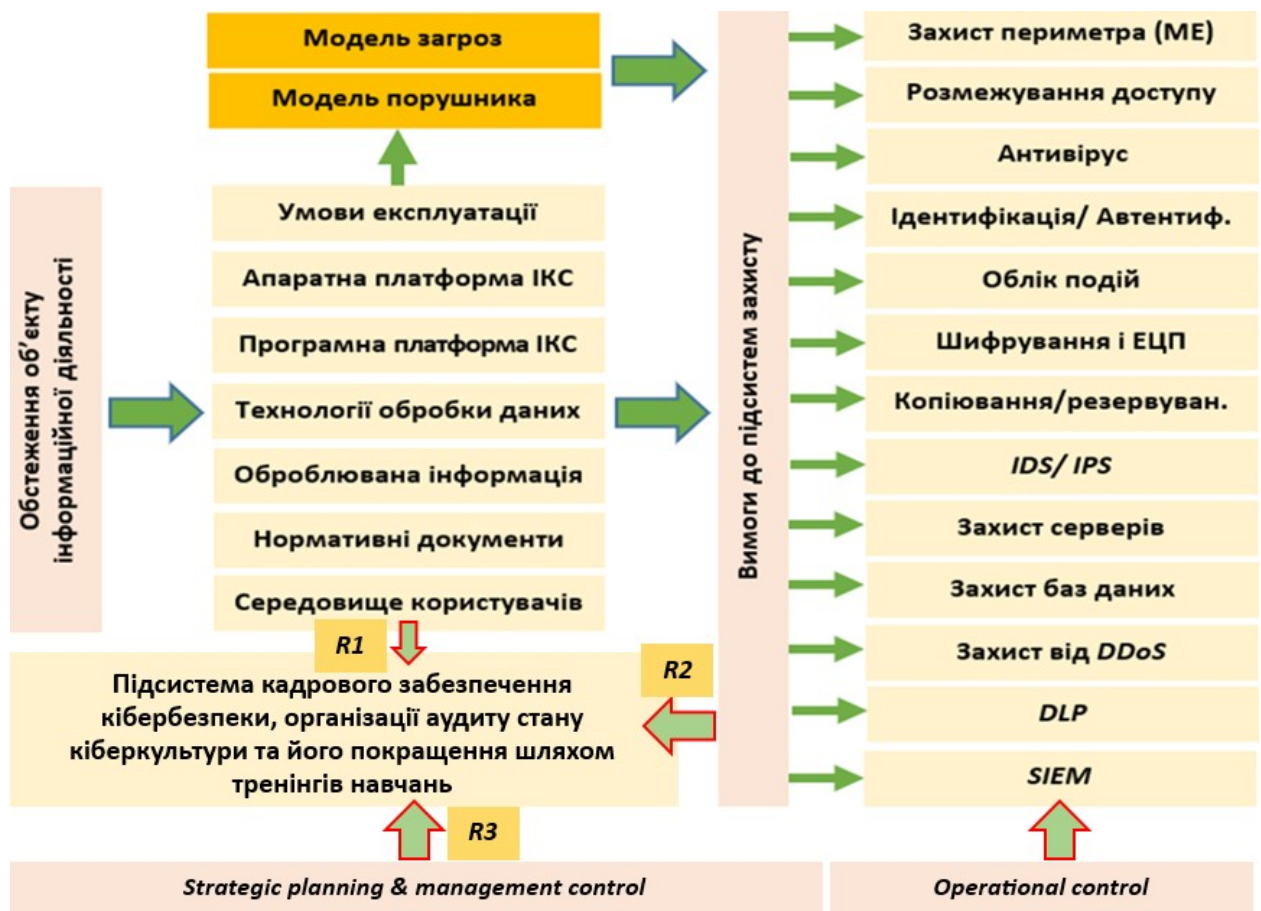 Модель загроз
Модель порушника
Обстеження об’єкту
інформаційної діяльності
Умови експлуатації
Апаратна платформа ІКС
Програмна платформа ІКС
Технології обробки даних
Оброблювана інформація
Нормативні документи
Середовище користувачів
R1
R2
Підсистема кадрового забезпечення
кібербезпеки, організації аудиту стану
кіберкультури та його покращення шляхом
тренінгів навчань
R3
Вимоги до підсистем захисту
Захист периметра (МЕ)
Розмежування доступу
Антивірус
Ідентифікація/ Автентиф.
Облік подій
Шифрування і ЕЦП
Копіювання/резервуван.
IDS/ IPS
Захист серверів
Захист баз даних
Захист від DDoS
DLP
SIEM
Strategic planning & management control
Operational control